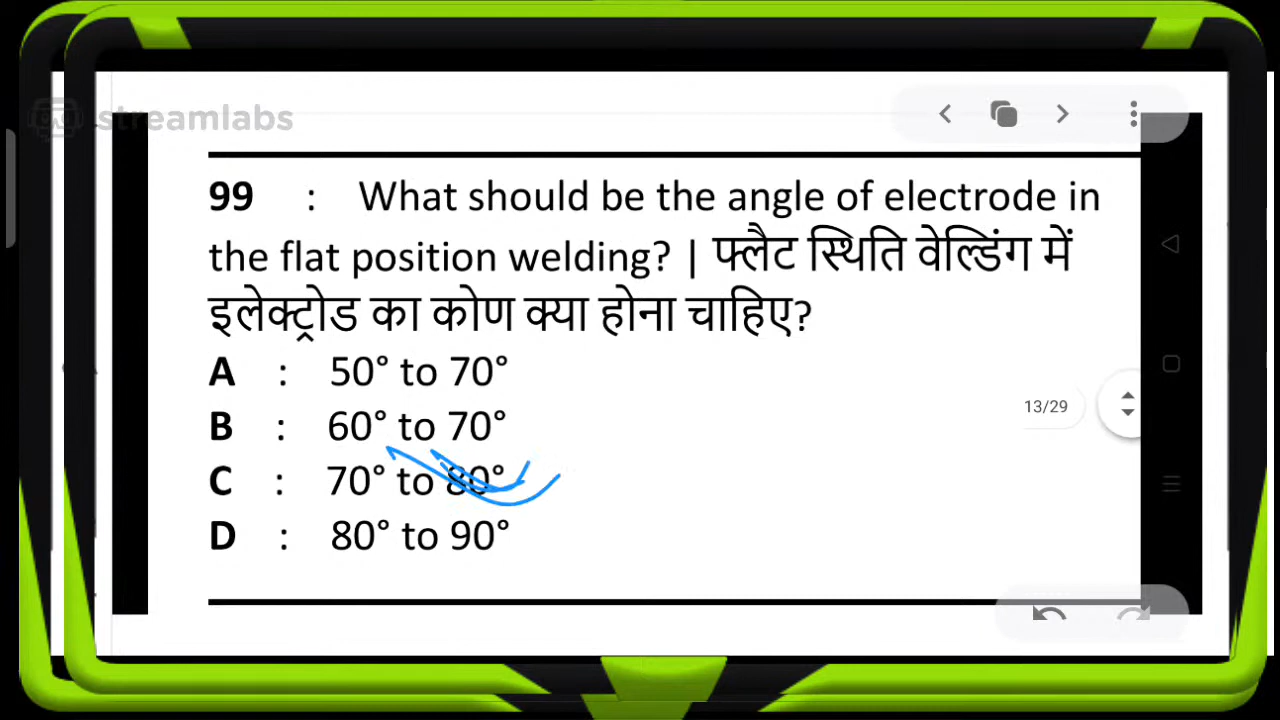 streamlabs
99 : What should be the angle of electrode in
the flat position welding? | फ्लैट स्थिति वेल्डिंग में
इलेक्ट्रोड का कोण क्या होना चाहिए?
A : 50° to 70°
B : 60° to 70°
13/29
C : 70° to 80°
D : 80° to 90°